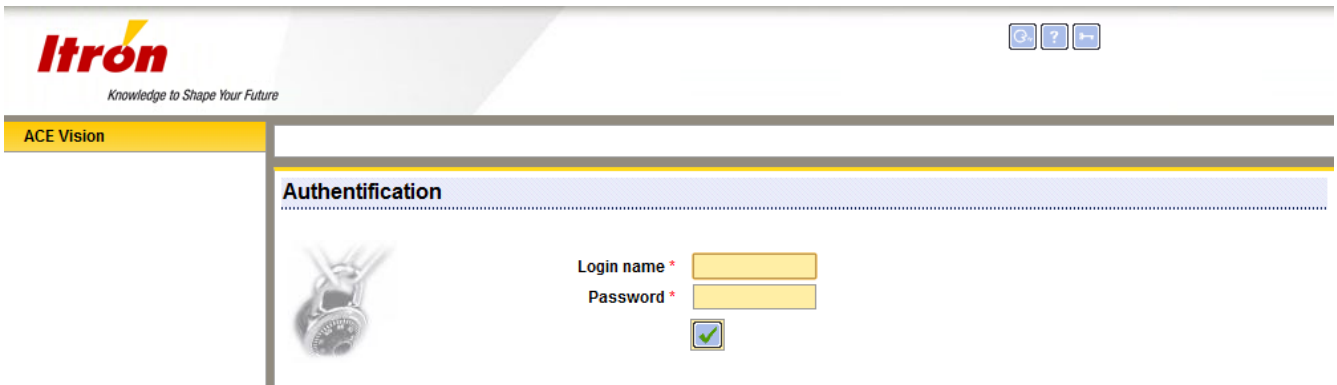 Itron
Knowledge to Shape Your Future
?
ACE Vision
Authentification
Login name *
Password *